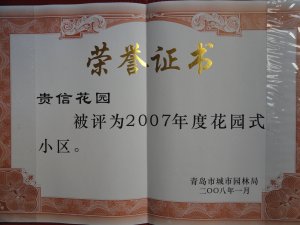 荣誉证书
贵信花园
被评为2007年度花园式
小区。
青岛市城市园林局
二〇〇八年一月